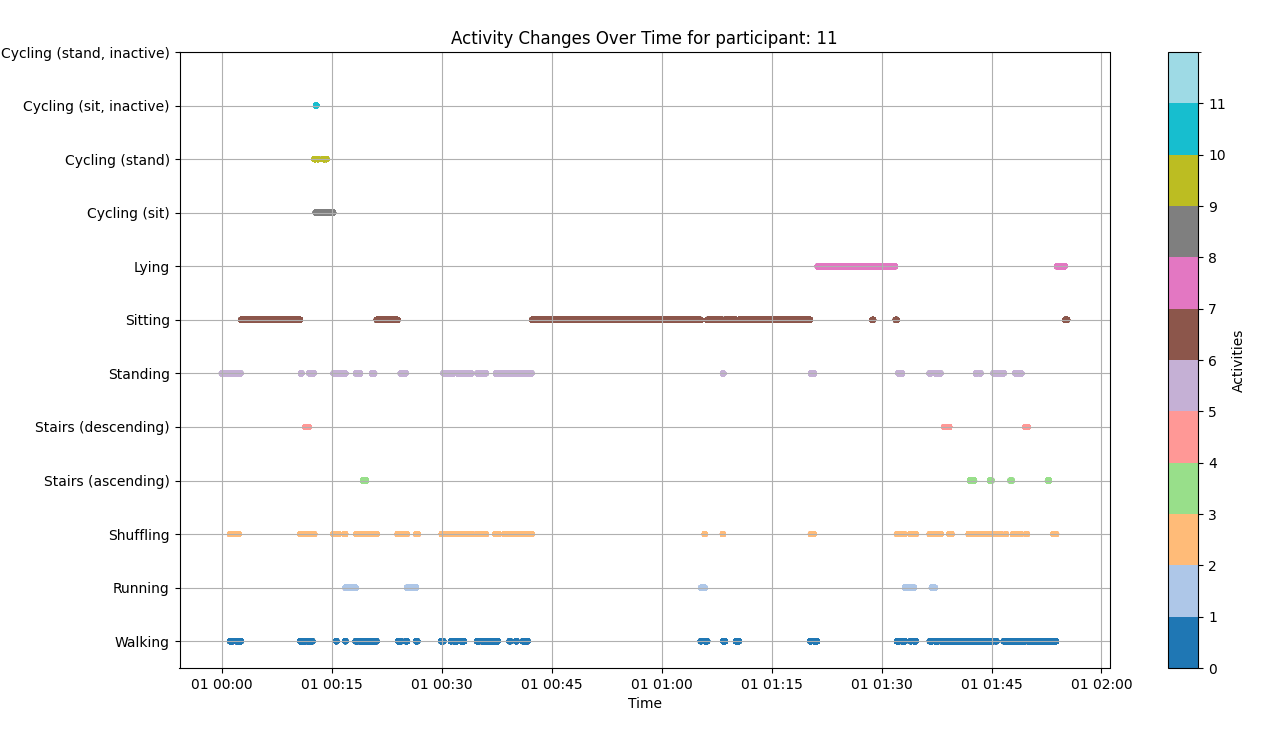 Activity Changes Over Time for participant: 11
Cycling (stand, inactive)
Cycling (sit, inactive)
Cycling (stand)
Cycling (sit)
Lying
Sitting
Standing
Stairs (descending)
Stairs (ascending)
Shuffling
Running
Walking
01 00:00 01 00:15 01 00:30 01 00:45 01 01:00 01 01:15 01 01:30 01 01:45 01 02:00
Time
11
10
9
8
7
6
5
4
3
2
1
0
Activities